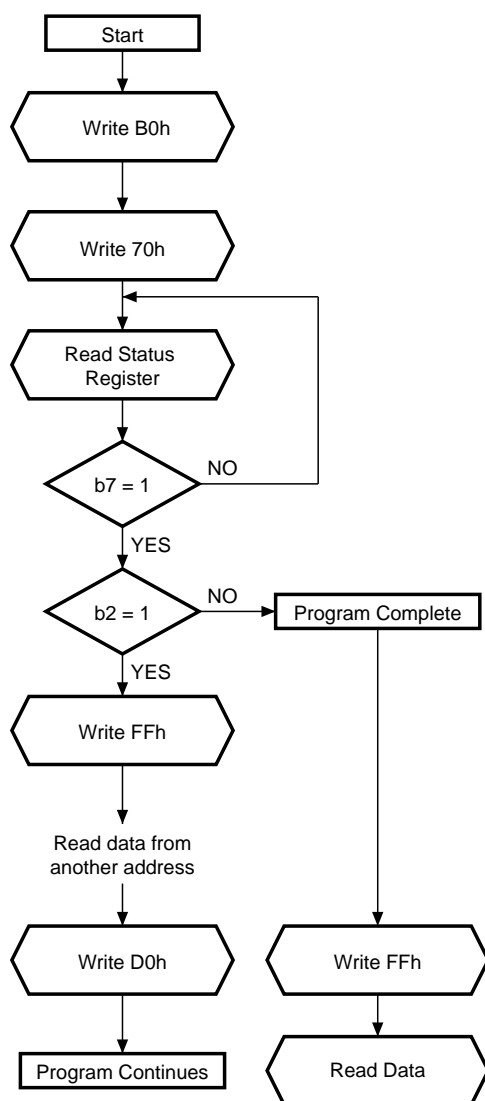 Start
Write B0h
Write 70h
Read Status
Register
b7 = 1
NO
YES
b2 = 1
NO
Program Complete
YES
Write FFh
Read data from
another address
Write D0h
Write FFh
Program Continues
Read Data